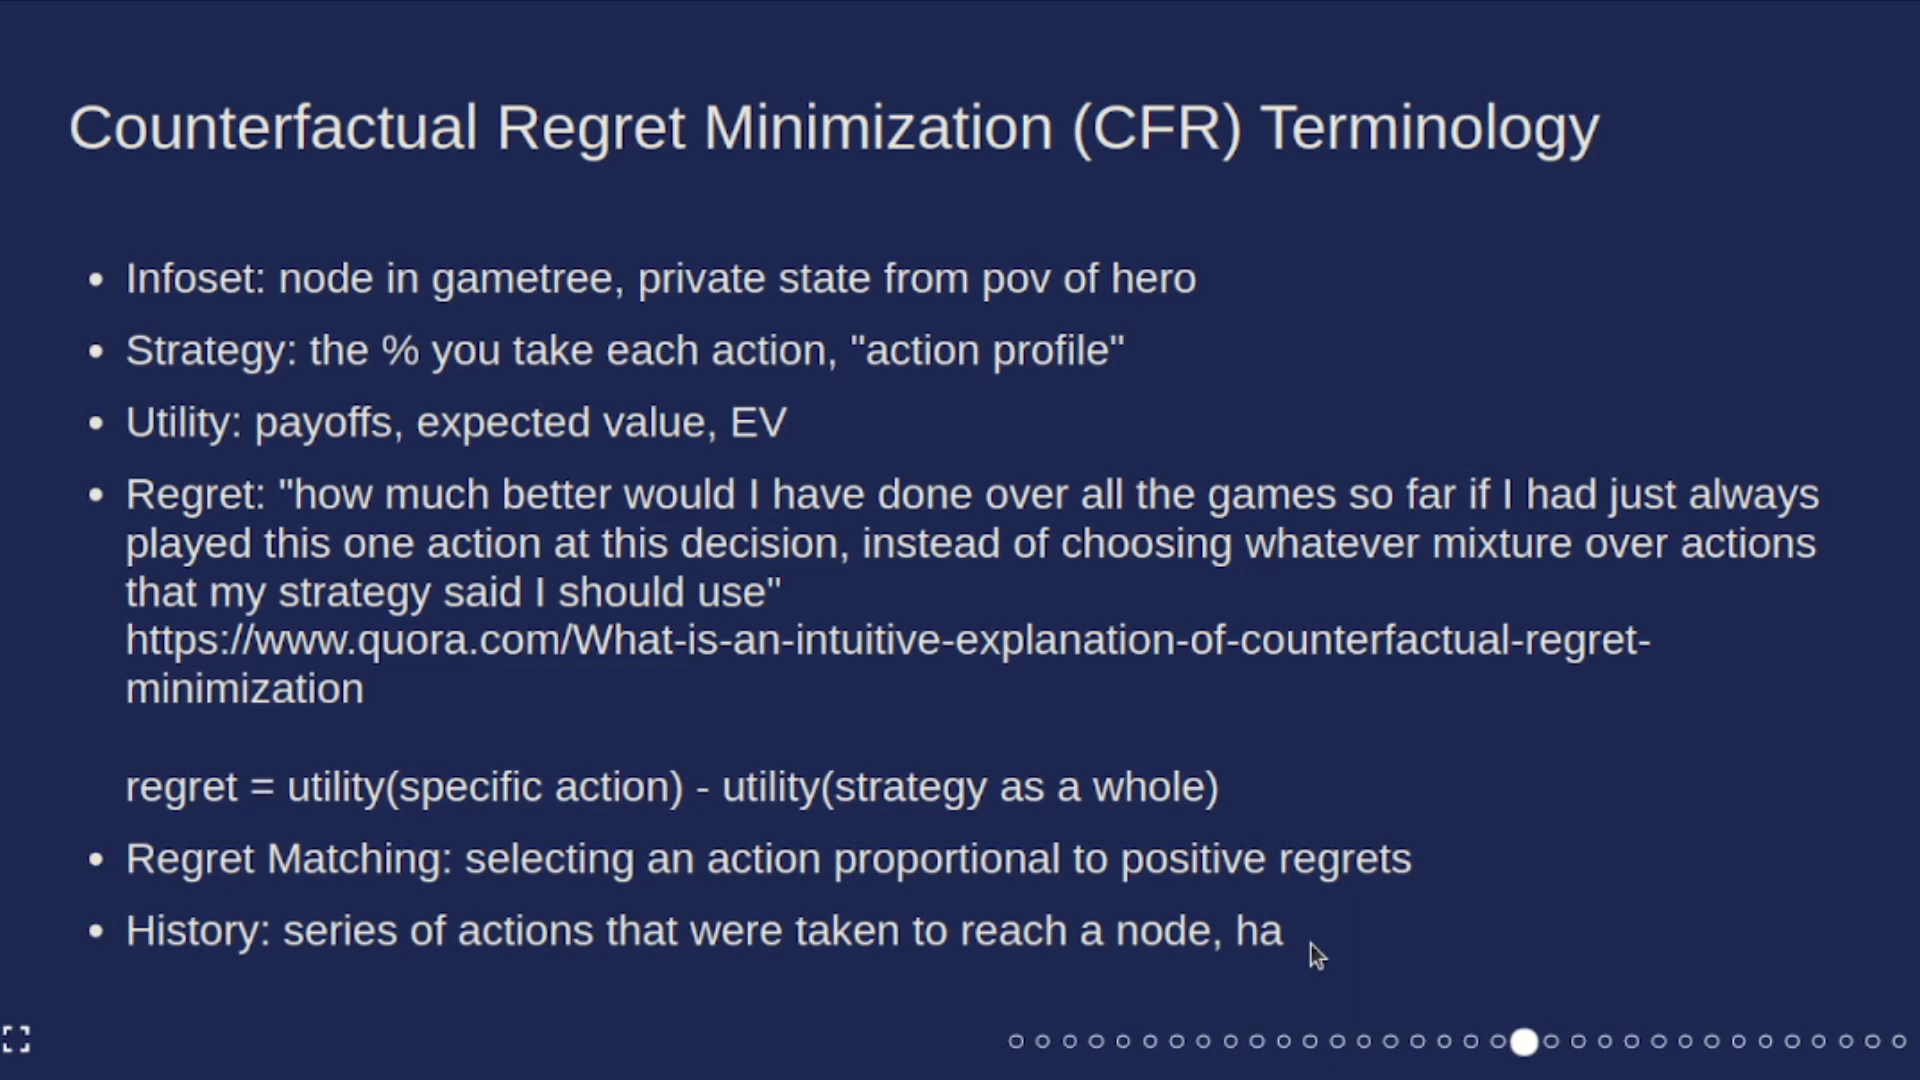 Counterfactual Regret Minimization (CFR) Terminology
• Infoset: node in gametree, private state from pov of hero
• Strategy: the % you take each action, "action profile"
• Utility: payoffs, expected value, EV
• Regret: "how much better would I have done over all the games so far if I had just always
played this one action at this decision, instead of choosing whatever mixture over actions
that my strategy said I should use"
https://www.quora.com/What-is-an-intuitive-explanation-of-counterfactual-regret-
minimization
regret = utility(specific action) - utility(strategy as a whole)
• Regret Matching: selecting an action proportional to positive regrets
• History: series of actions that were taken to reach a node, ha